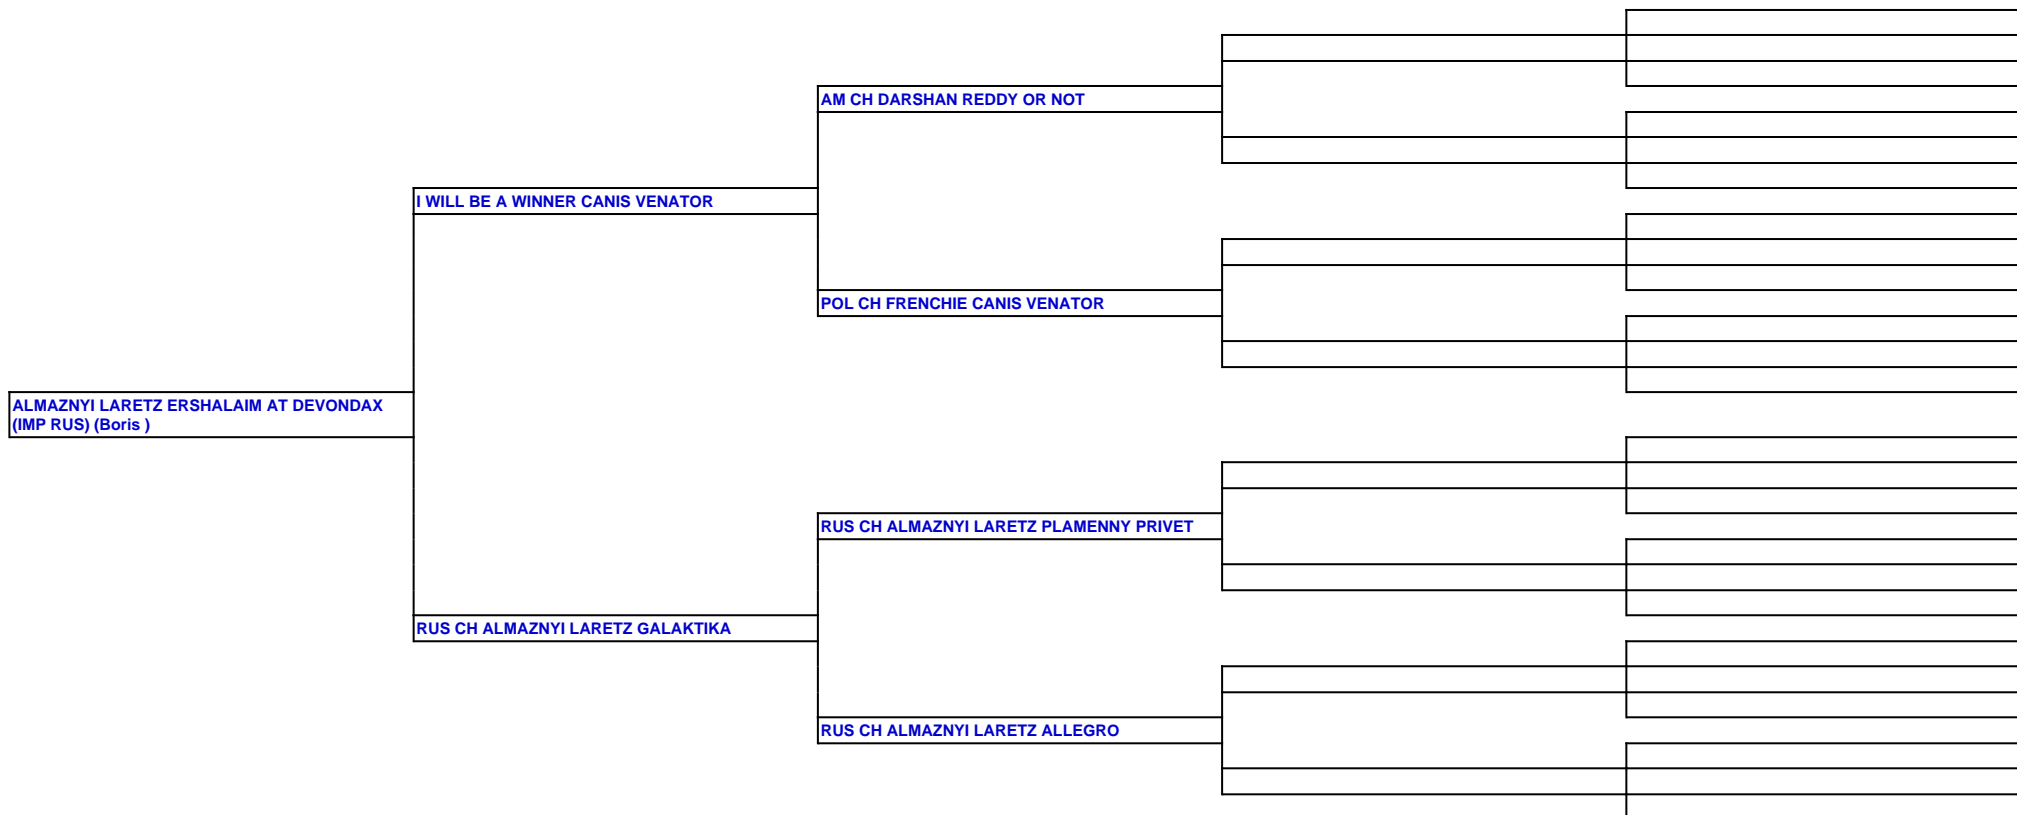 AM CH DARSHAN REDDY OR NOT
I WILL BE A WINNER CANIS VENATOR
POL CH FRENCHIE CANIS VENATOR
ALMAZNYI LARETZ ERSHALAIM AT DEVONDAX
(IMP RUS) (Boris )
RUS CH ALMAZNYI LARETZ PLAMENNY PRIVET
RUS CH ALMAZNYI LARETZ GALAKTIKA
RUS CH ALMAZNYI LARETZ ALLEGRO